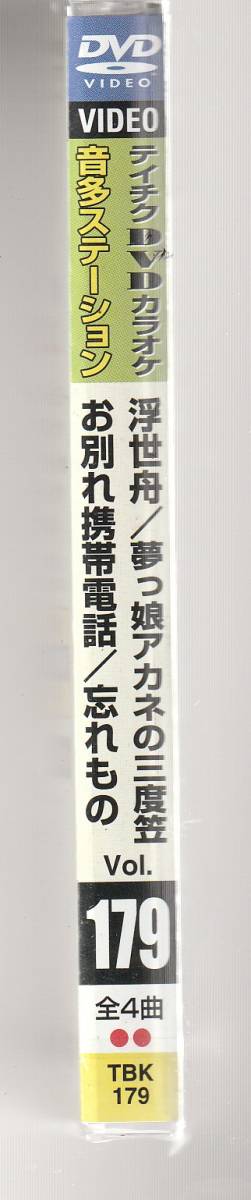 DVD
VIDEO
VIDEO
テイチクDVDカラオケ
音多ステーション
浮世舟/夢っ娘アカネの三度笠
お別れ携帯電話/忘れもの
Vol.
179
全4曲
TBK
179